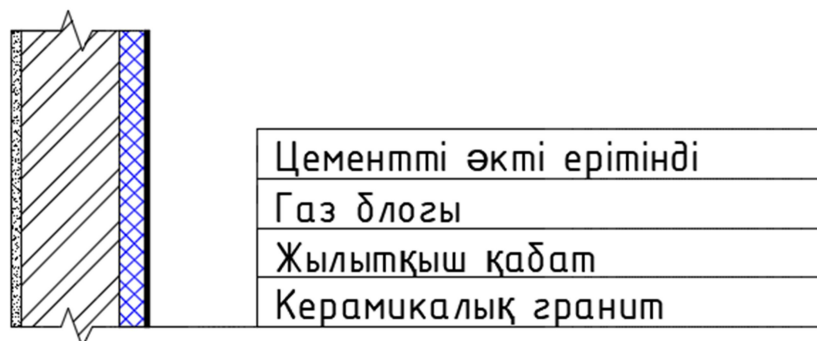 Цементті әкті ерітінді
Газ блогы
Жылытқыш қабат
Керамикалық гранит